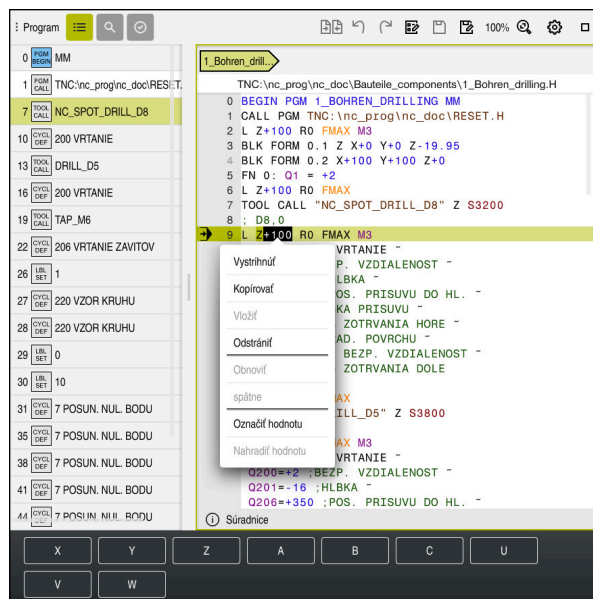 Program
100%
0 PGM BEGIN MM
1 PGM CALL TNC:\nc_prog\nc_doc\RESET.
7 TOOL CALL NC_SPOT_DRILL_D8
10 CYCL DEF 200 VRTANIE
13 TOOL CALL DRILL_D5
16 CYCL DEF 200 VRTANIE
19 TOOL CALL TAP_M6
22 CYCL DEF 206 VRTANIE ZAVITOV
26 LBL SET 1
27 CYCL DEF 220 VZOR KRUHU
28 CYCL DEF 220 VZOR KRUHU
29 LBL SET 0
30 LBL SET 10
31 CYCL DEF 7 POSUN. NUL. BODU
35 CYCL DEF 7 POSUN. NUL. BODU
38 CYCL DEF 7 POSUN. NUL. BODU
41 CYCL DEF 7 POSUN. NUL. BODU
44 CYCL DEF 7 POSUN. NUL. BODU
1_Bohren_drill...
TNC:\nc_prog\nc_doc\Bauteile_components\1_Bohren_drilling.H
0 BEGIN PGM 1_BOHREN_DRILLING MM
1 CALL PGM TNC:\nc_prog\nc_doc\RESET.H
2 L Z+100 R0 FMAX M3
3 BLK FORM 0.1 Z X+0 Y+0 Z-19.95
4 BLK FORM 0.2 X+100 Y+100 Z+0
5 FN 0: Q1 = +2
6 L Z+100 R0 FMAX
7 TOOL CALL "NC_SPOT_DRILL_D8" Z S3200
8 ; D8,0
9 L Z+100 R0 FMAX M3
VRTANIE ~
P. VZDIALENOST ~
LBKA ~
OS. PRISUVU DO HL. ~
KA PRISUVU ~
ZOTRVANIA HORE ~
AD. POVRCHU ~
BEZP. VZDIALENOST ~
ZOTRVANIA DOLE
AX
ILL_D5" Z S3800
AX M3
VRTANIE ~
Q200=+2 ;BEZP. VZDIALENOST ~
Q201=-16 ;HLBKA ~
Q206=+350 ;POS. PRISUVU DO HL. ~
Vystrihnúť
Kopírovať
Vložiť
Odstrániť
Obnoviť
spätne
Označiť hodnotu
Nahradiť hodnotu
Súradnice
X Y Z A B C U
V W